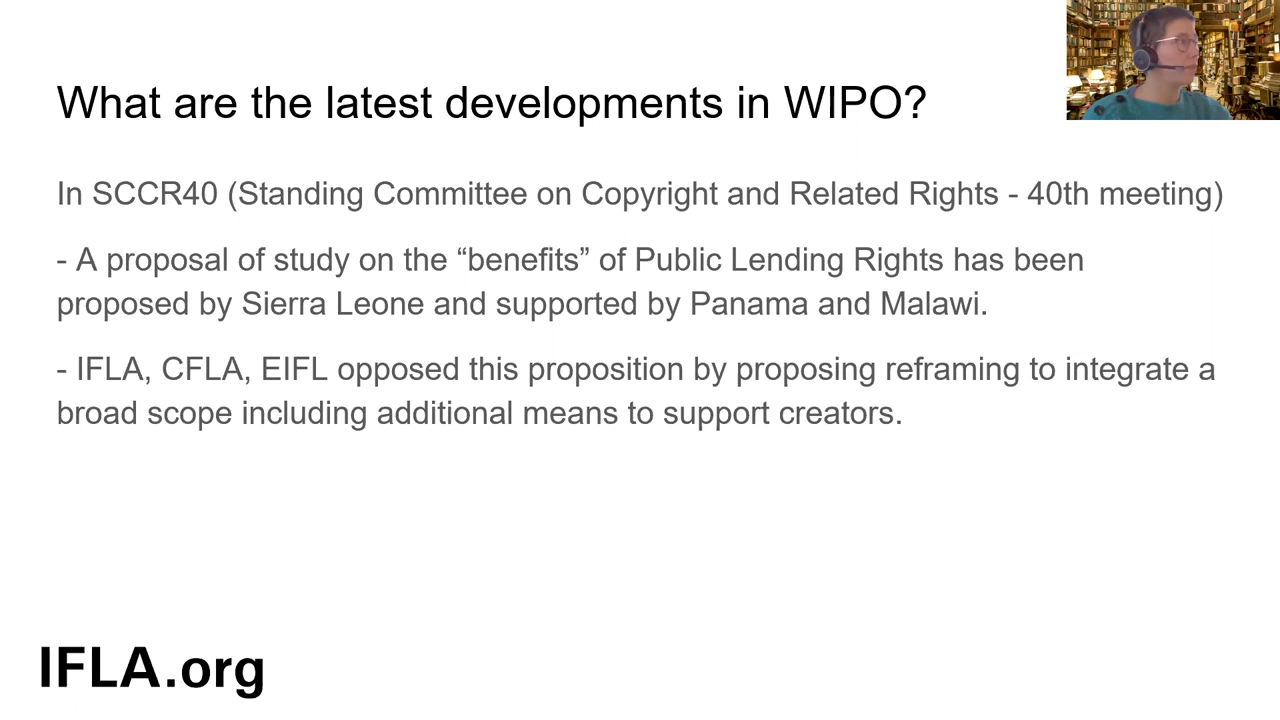 What are the latest developments in WIPO?
In SCCR40 (Standing Committee on Copyright and Related Rights - 40th meeting)
- A proposal of study on the “benefits” of Public Lending Rights has been
proposed by Sierra Leone and supported by Panama and Malawi.
- IFLA, CFLA, EIFL opposed this proposition by proposing reframing to integrate a
broad scope including additional means to support creators.
IFLA.org